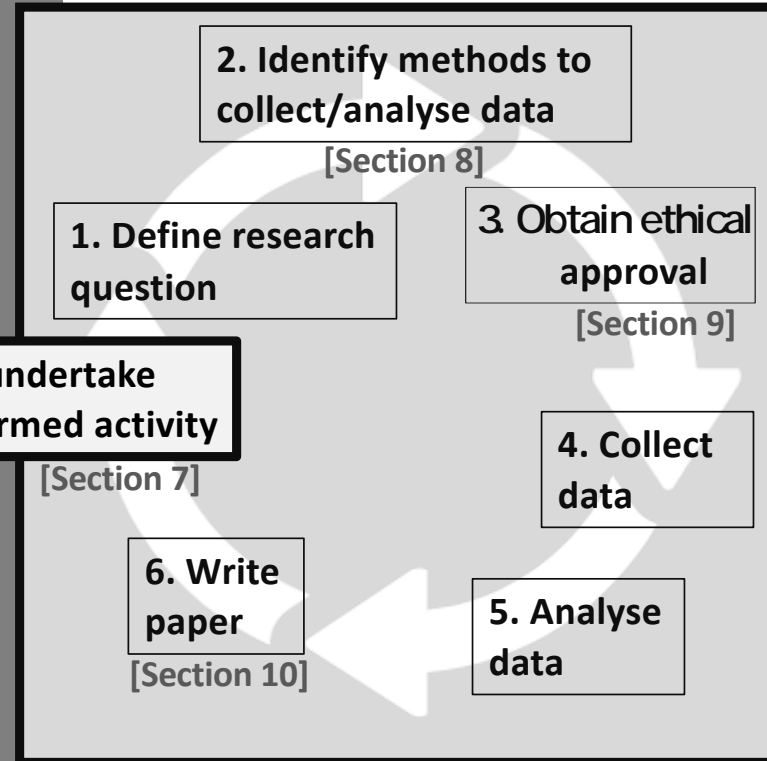 2. Identify methods to
collect/analyse data
[Section 8]
1. Define research
question
3. Obtain ethical
approval
[Section 9]
undertake
rmed activity
[Section 7]
4. Collect
data
5. Analyse
data
6. Write
paper
[Section 10]